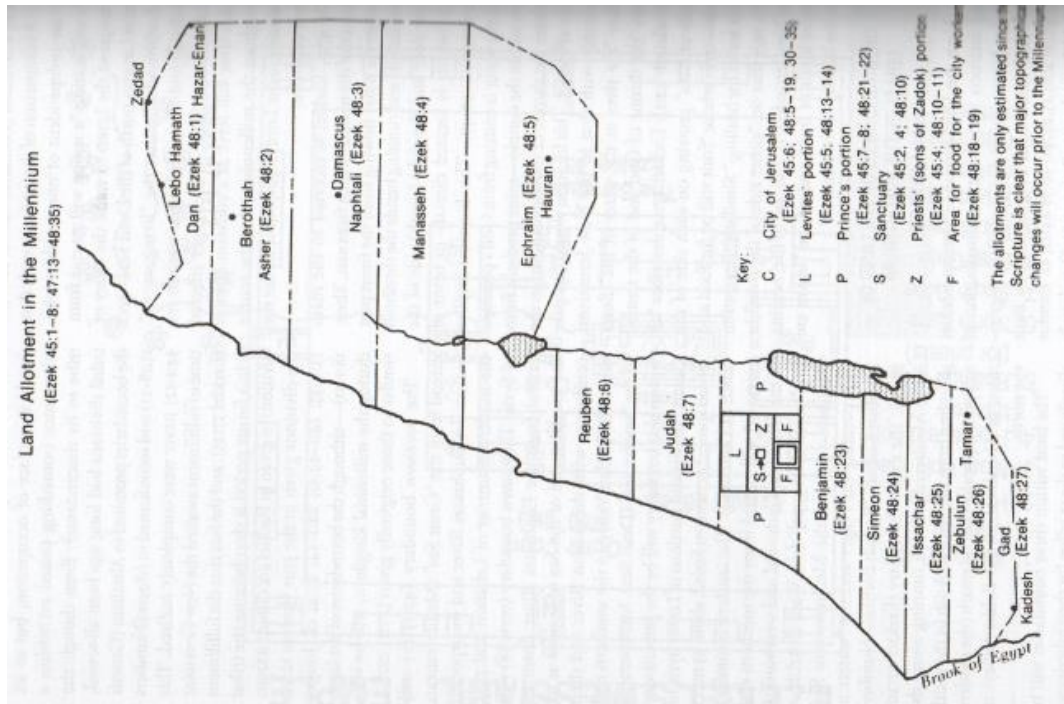 Land Allotment in the Millennium
(Ezek 45:1–8; 47:13–48:35)
Zedad
Lebo Hamath
Dan (Ezek 48:1)
Hazar-Enan
Berothah
Asher (Ezek 48:2)
Damascus
Naphtali (Ezek 48:3)
Manasseh (Ezek 48:4)
Ephraim (Ezek 48:5)
Hauran
Reuben
(Ezek 48:6)
Judah
(Ezek 48:7)
P
L
S
Z
F
F
P
Benjamin
(Ezek 48:23)
Simeon
(Ezek 48:24)
Issachar
(Ezek 48:25)
Zebulun
(Ezek 48:26)
Tamar
Gad
(Ezek 48:27)
Kadesh
Brook of Egypt
Key:
C City of Jerusalem
(Ezek 45:6; 48:15–19, 30–35)
L Levites' portion
(Ezek 45:5; 48:13–14)
P Prince's portion
(Ezek 45:7–8; 48:21–22)
S Sanctuary
(Ezek 45:2, 4; 48:10)
Z Priests' (sons of Zadok) portion
(Ezek 45:4; 48:10–11)
F Area for food for the city
(Ezek 48:18–19)
The allotments are only estimated since
Scripture is clear that major
changes will occur prior to the